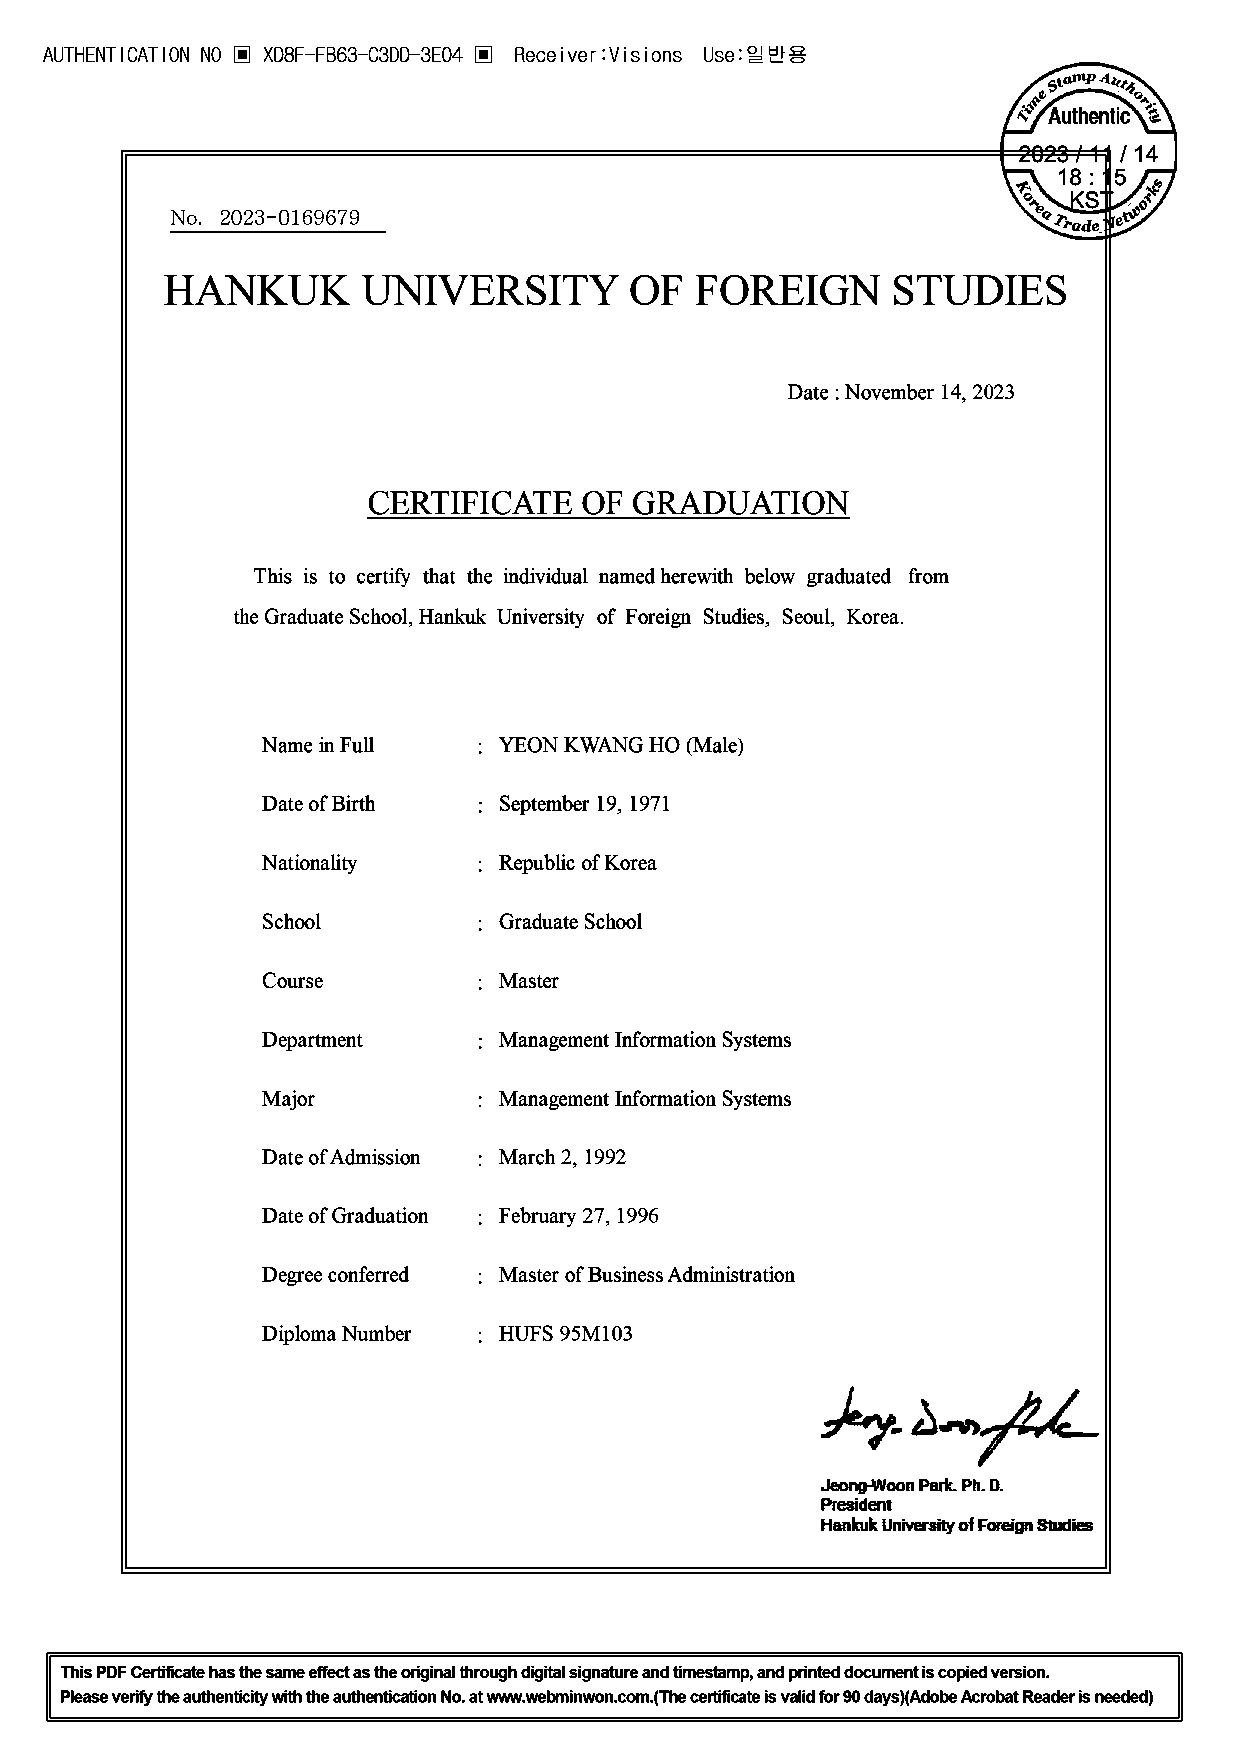 AUTHENTICATION NO ▣ XD8F-FB63-C3DD-3E04 ▣ Receiver:Visions Use:일반용
Time Stamp Authority
Authentic
2023 / 11 / 14
18 : 15
KST
Korea Trade Networks
No. 2023-0169679
HANKUK UNIVERSITY OF FOREIGN STUDIES
Date : November 14, 2023
CERTIFICATE OF GRADUATION
This is to certify that the individual named herewith below graduated from
the Graduate School, Hankuk University of Foreign Studies, Seoul, Korea.
Name in Full : YEON KWANG HO (Male)
Date of Birth : September 19, 1971
Nationality : Republic of Korea
School : Graduate School
Course : Master
Department : Management Information Systems
Major : Management Information Systems
Date of Admission : March 2, 1992
Date of Graduation : February 27, 1996
Degree conferred : Master of Business Administration
Diploma Number : HUFS 95M103
Jeong-Woon Park
Jeong-Woon Park. Ph. D.
President
Hankuk University of Foreign Studies
This PDF Certificate has the same effect as the original through digital signature and timestamp, and printed document is copied version.
Please verify the authenticity with the authentication No. at www.webminwon.com.(The certificate is valid for 90 days)(Adobe Acrobat Reader is needed)